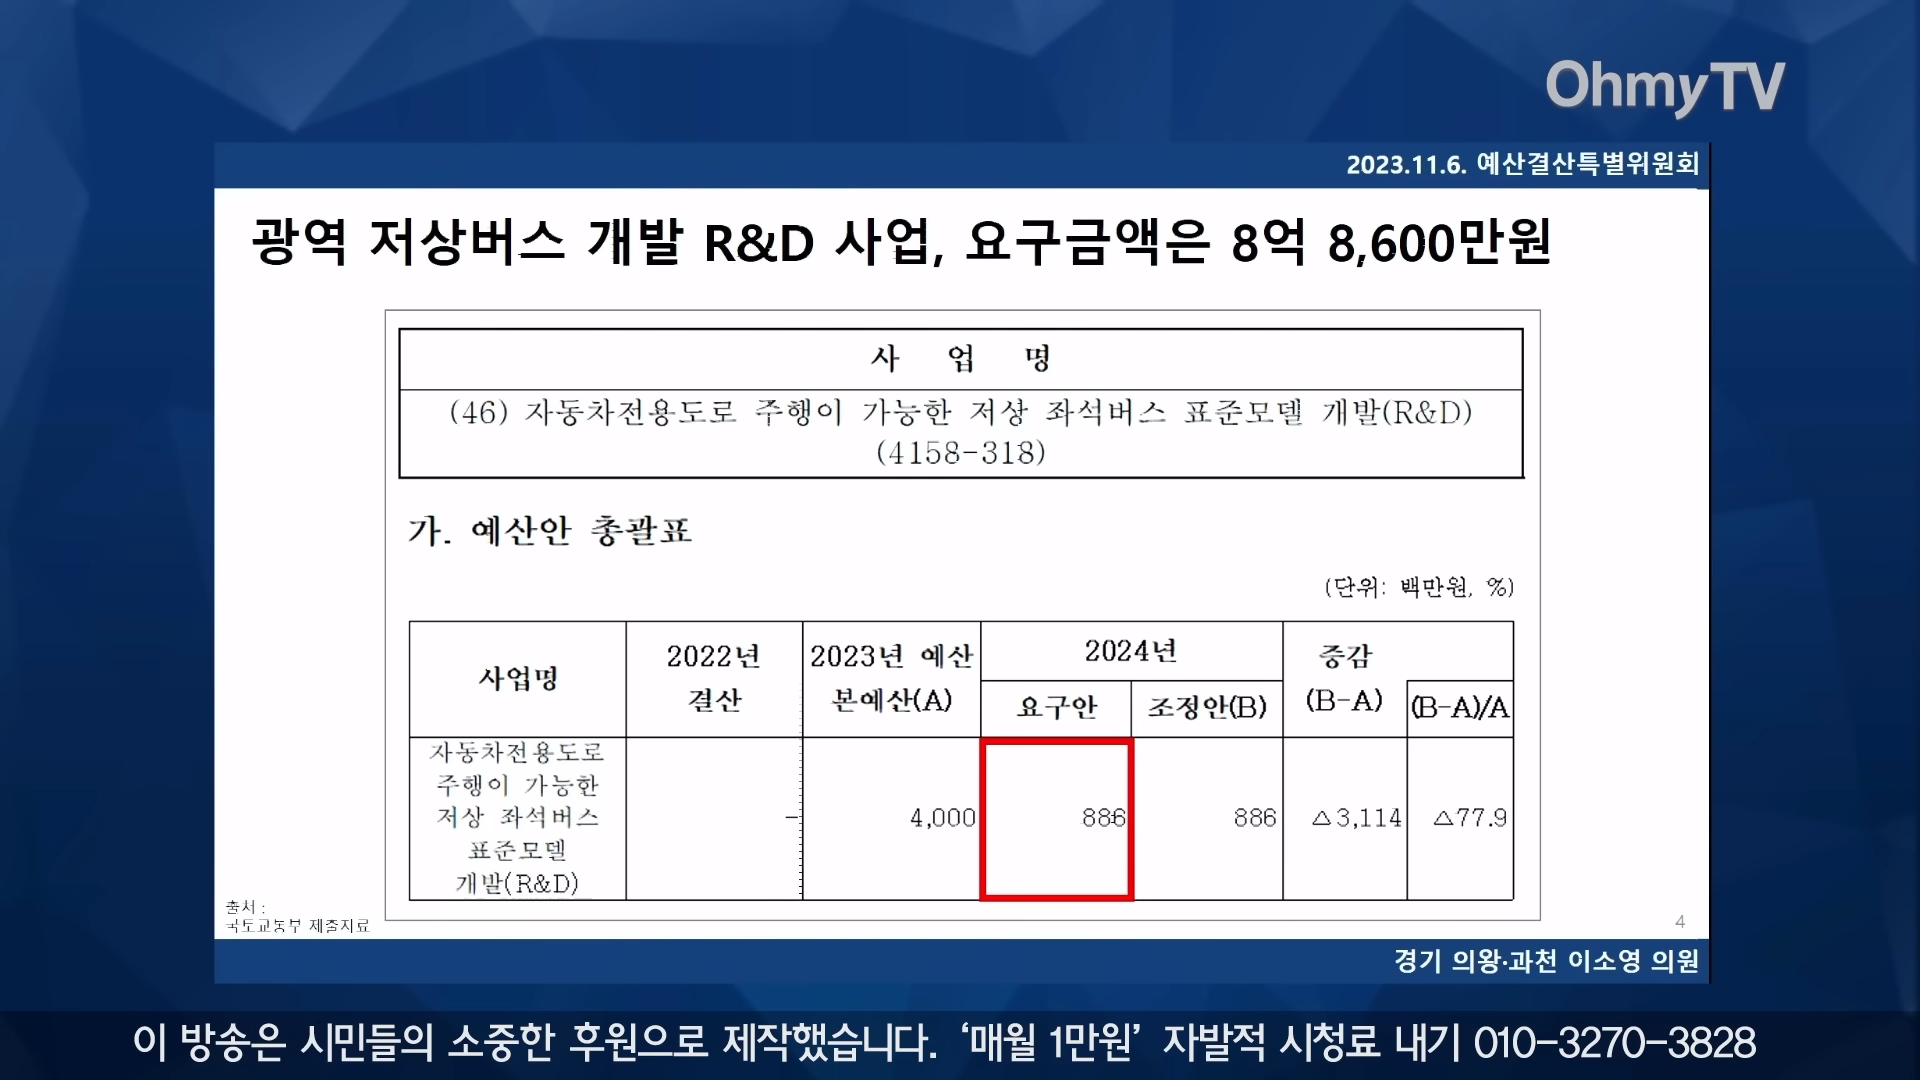 OhmyTV
2023.11.6. 예산결산특별위원회
광역 저상버스 개발 R&D 사업, 요구금액은 8억 8,600만원
사 업 명
(46) 자동차전용도로 주행이 가능한 저상 좌석버스 표준모델 개발(R&D)
(4158-318)
가. 예산안 총괄표
(단위: 백만원, %)
사업명
2022년
결산
2023년 예산
본예산(A)
2024년
요구안
조정안(B)
증감
(B-A)
(B-A)/A
자동차전용도로
주행이 가능한
저상 좌석버스
표준모델
개발(R&D)
-
4,000
886
886
△3,114
△77.9
출처 :
국토교통부 제출자료
4
경기 의왕·과천 이소영 의원
이 방송은 시민들의 소중한 후원으로 제작했습니다. ‘매월 1만원’ 자발적 시청료 내기 010-3270-3828